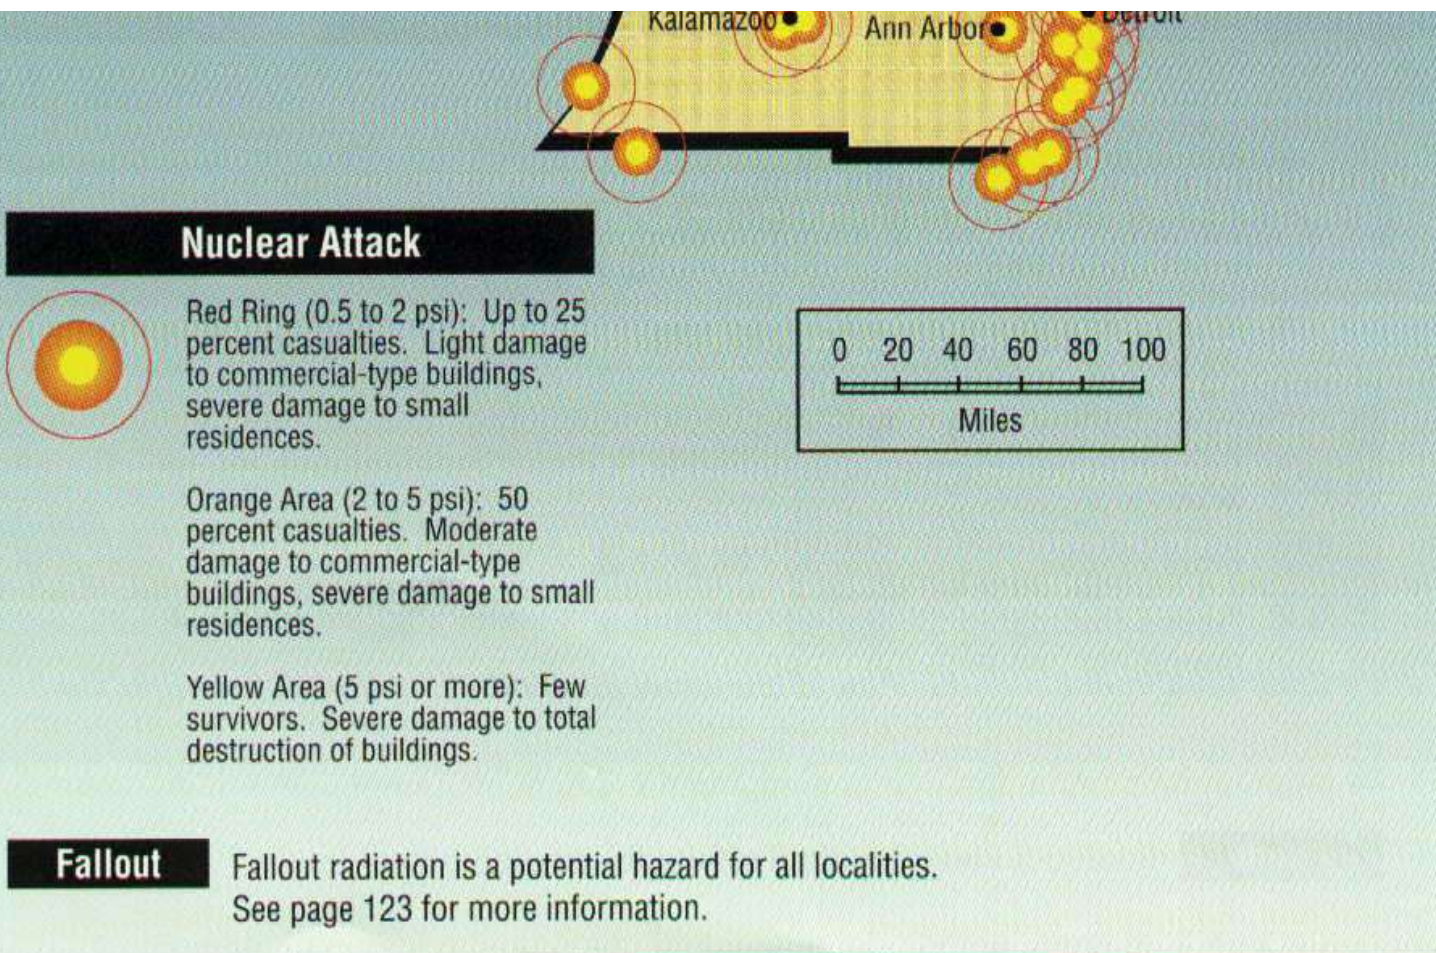 Kalamazoo
Ann Arbor
Detroit
Nuclear Attack
Red Ring (0.5 to 2 psi): Up to 25
percent casualties. Light damage
to commercial-type buildings,
severe damage to small
residences.
Orange Area (2 to 5 psi): 50
percent casualties. Moderate
damage to commercial-type
buildings, severe damage to small
residences.
Yellow Area (5 psi or more): Few
survivors. Severe damage to total
destruction of buildings.
0 20 40 60 80 100
Miles
Fallout
Fallout radiation is a potential hazard for all localities.
See page 123 for more information.